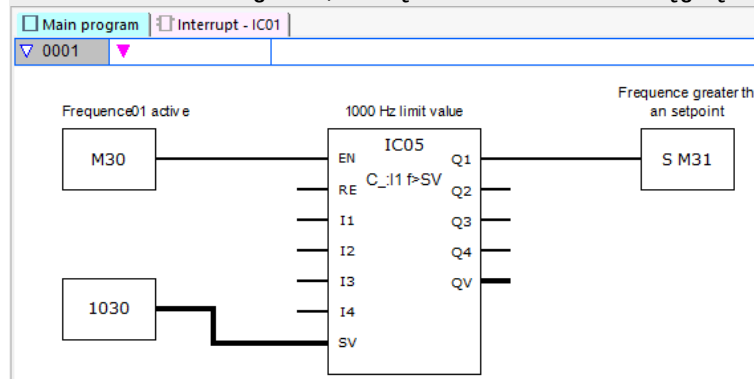 Main program Interrupt - IC01
0001
Frequence01 active
1000 Hz limit value
Frequence greater th
an setpoint
M30
IC05
EN
Q1
S M31
C_:I1 f>SV
RE
Q2
I1
Q3
I2
Q4
I3
QV
1030
I4
SV